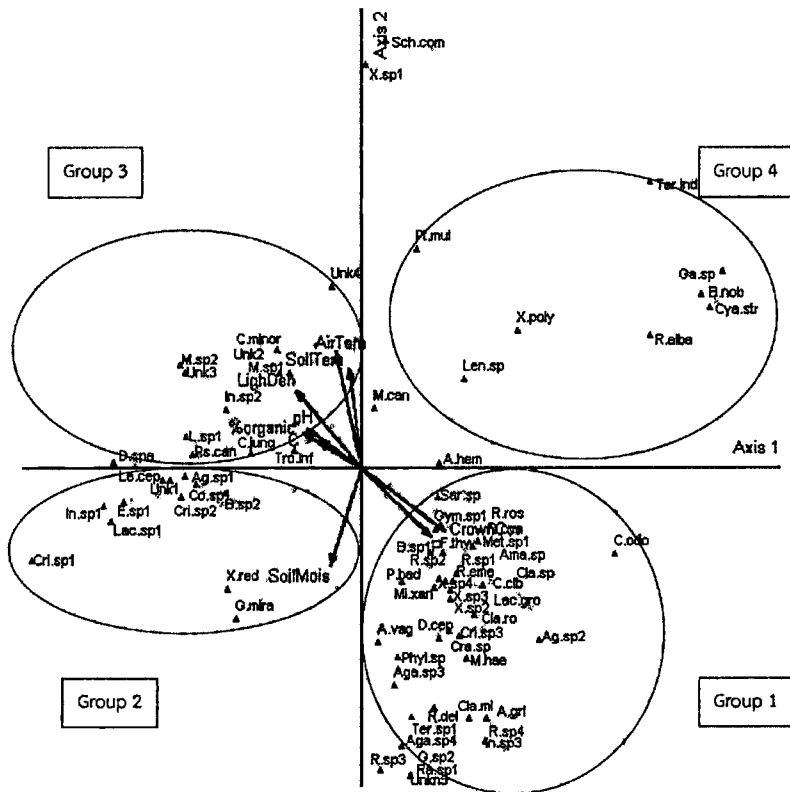 Axis 2
Sch.com
X.sp1
Group 3
Group 4
Ter.ind
Pl.mul
Unk4
Ga.sp
B.nob
Cya.str
X.poly
R.alba
C.minor
AirTem
Unk2
SoilTem
M.sp2
M.sp1
Unk3
Len.sp
In.sp2
M.can
pH
organic
L.sp1
C.jung
Rs.can
Tro.inf
Axis 1
D.spa
A.hem
Le.cep
Ag.sp1
Unk1
Co.sp1
Cri.sp2
B.sp2
Ser.sp
In.sp1
E.sp1
Lac.sp1
Gym.sp1
R.ros
Crown
B.sp1
F.thw
Met.sp1
R.sp2
R.sp1
Ama.sp
C.odo
Cri.sp1
SoilMois
P.bad
R.eme
Cla.sp
X.red
Mi.xan
X.sp4
C.cib
X.sp3
Lac.gro
G.mira
X.sp2
Cla.ro
A.vag
D.cep
Cri.sp3
Ag.sp2
Cra.sp
Phyl.sp
M.hae
Aga.sp3
Group 2
Group 1
R.del
Cla.mi
A.gri
Ter.sp1
R.sp4
Aga.sp4
In.sp3
R.sp3
G.sp2
Ra.sp1
Unkn5